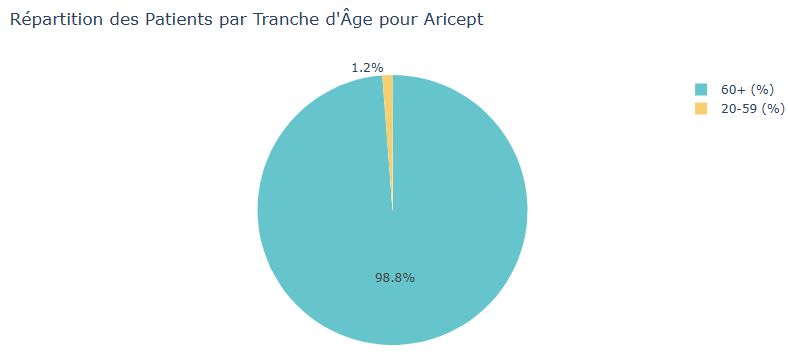 Répartition des Patients par Tranche d'Âge pour Aricept
1.2%
60+ (%)
20-59 (%)
98.8%